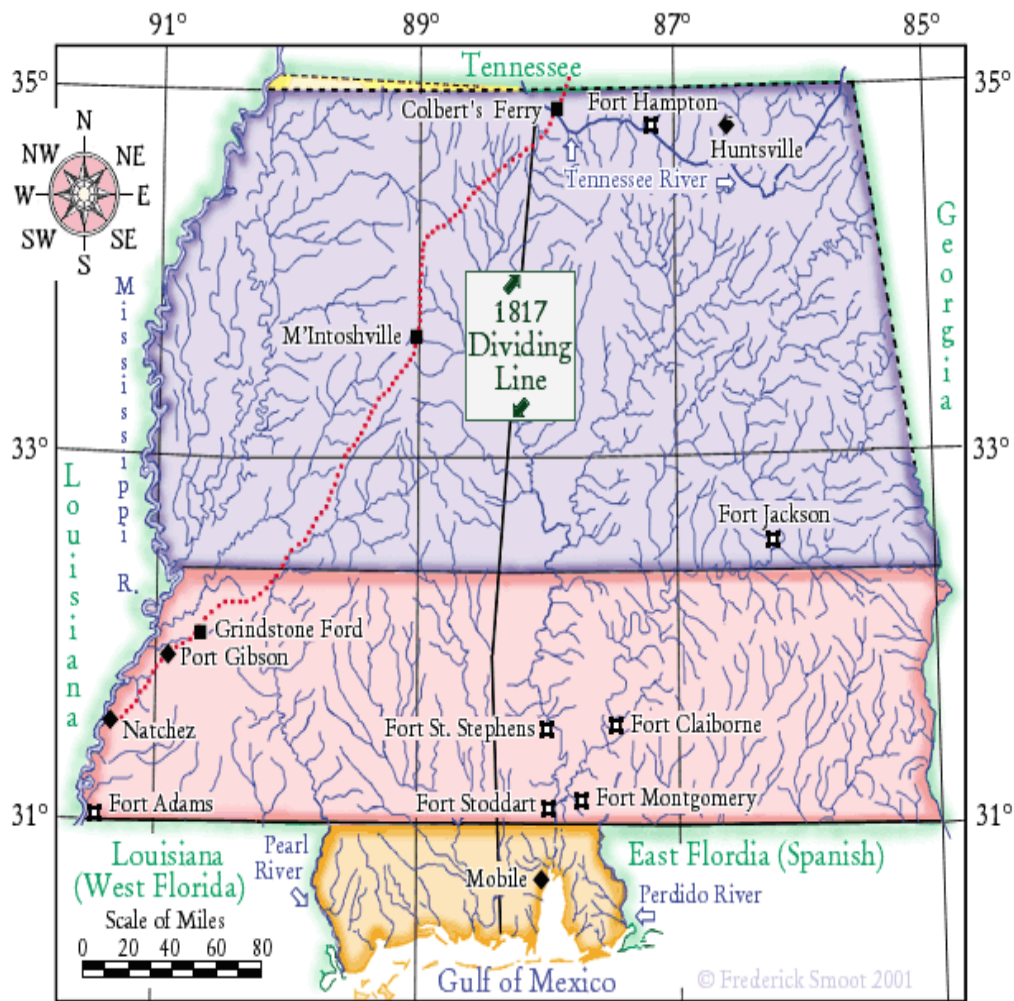 91°
89°
87°
85°
35°
35°
Tennessee
Colbert's Ferry
Fort Hampton
Huntsville
Tennessee River
N
NW
NE
W
E
SW
SE
S
Georgia
Mississippi R.
1817
Dividing
Line
M'Intoshville
33°
33°
Louisiana
Fort Jackson
Grindstone Ford
Port Gibson
Natchez
Fort St. Stephens
Fort Claiborne
Fort Adams
Fort Stoddart
Fort Montgomery
31°
31°
Louisiana
(West Florida)
Pearl
River
East Flordia (Spanish)
Mobile
Perdido River
Scale of Miles
0 20 40 60 80
Gulf of Mexico
© Frederick Smoot 2001